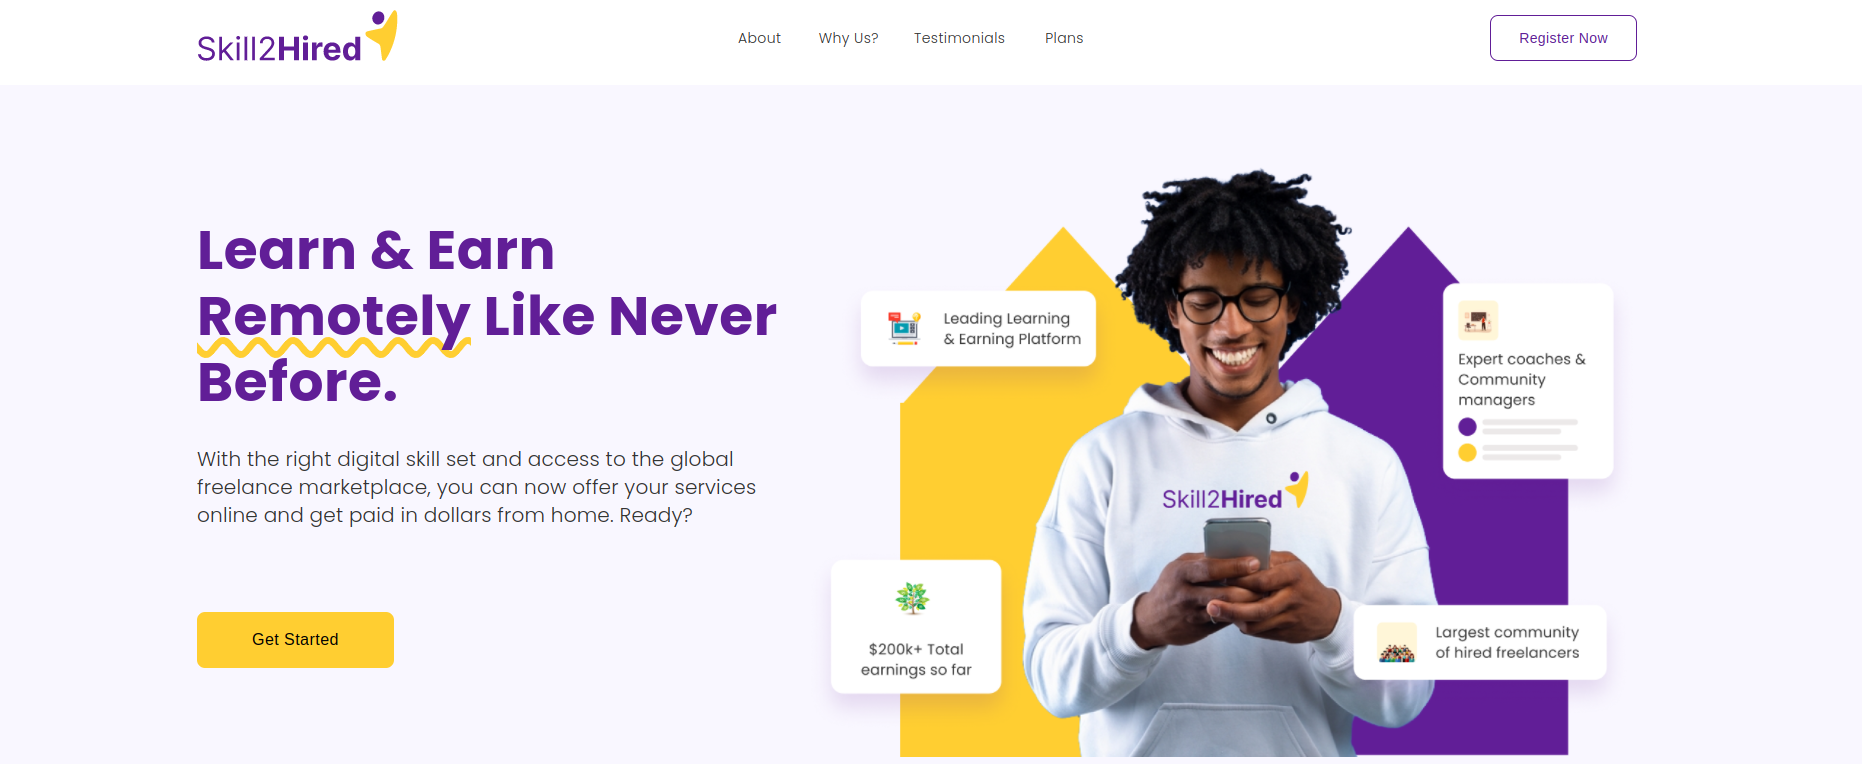 Skill2Hired
About
Why Us?
Testimonials
Plans
Register Now
Learn & Earn
Remotely Like Never
Before.
With the right digital skill set and access to the global
freelance marketplace, you can now offer your services
online and get paid in dollars from home. Ready?
Get Started
Leading Learning
& Earning Platform
Expert coaches &
Community
managers
Skill2Hired
$200k+ Total
earnings so far
Largest community
of hired freelancers